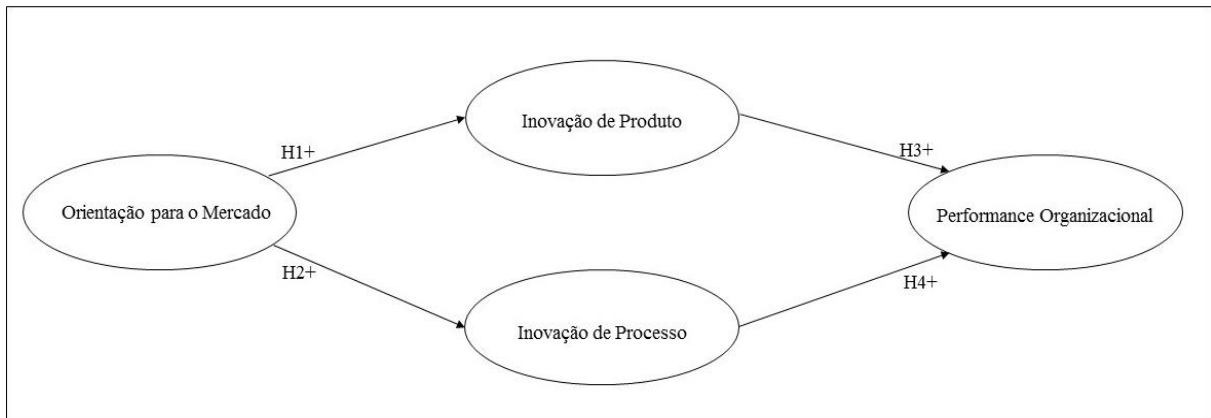 Inovação de Produto
H1+
H3+
Orientação para o Mercado
Performance Organizacional
H2+
H4+
Inovação de Processo